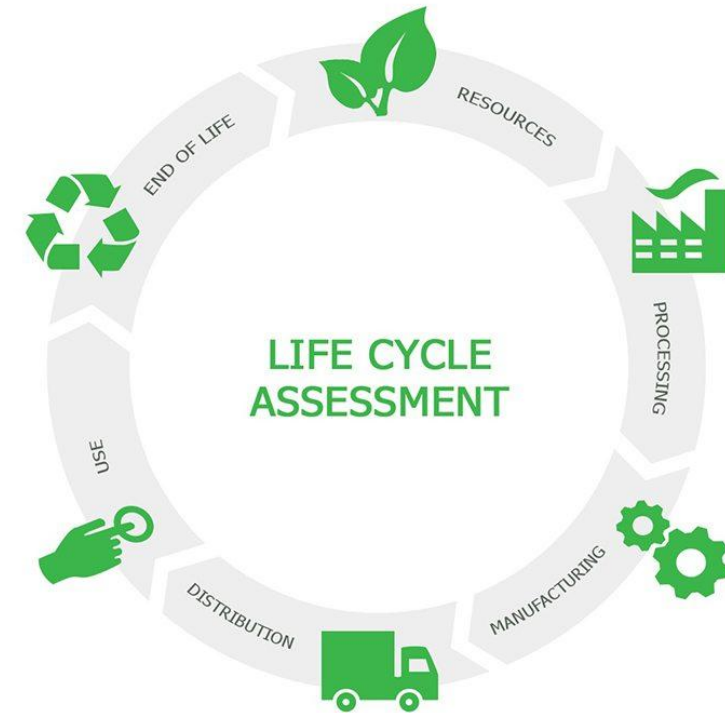 LIFE CYCLE
ASSESSMENT
RESOURCES
PROCESSING
MANUFACTURING
DISTRIBUTION
USE
END OF LIFE